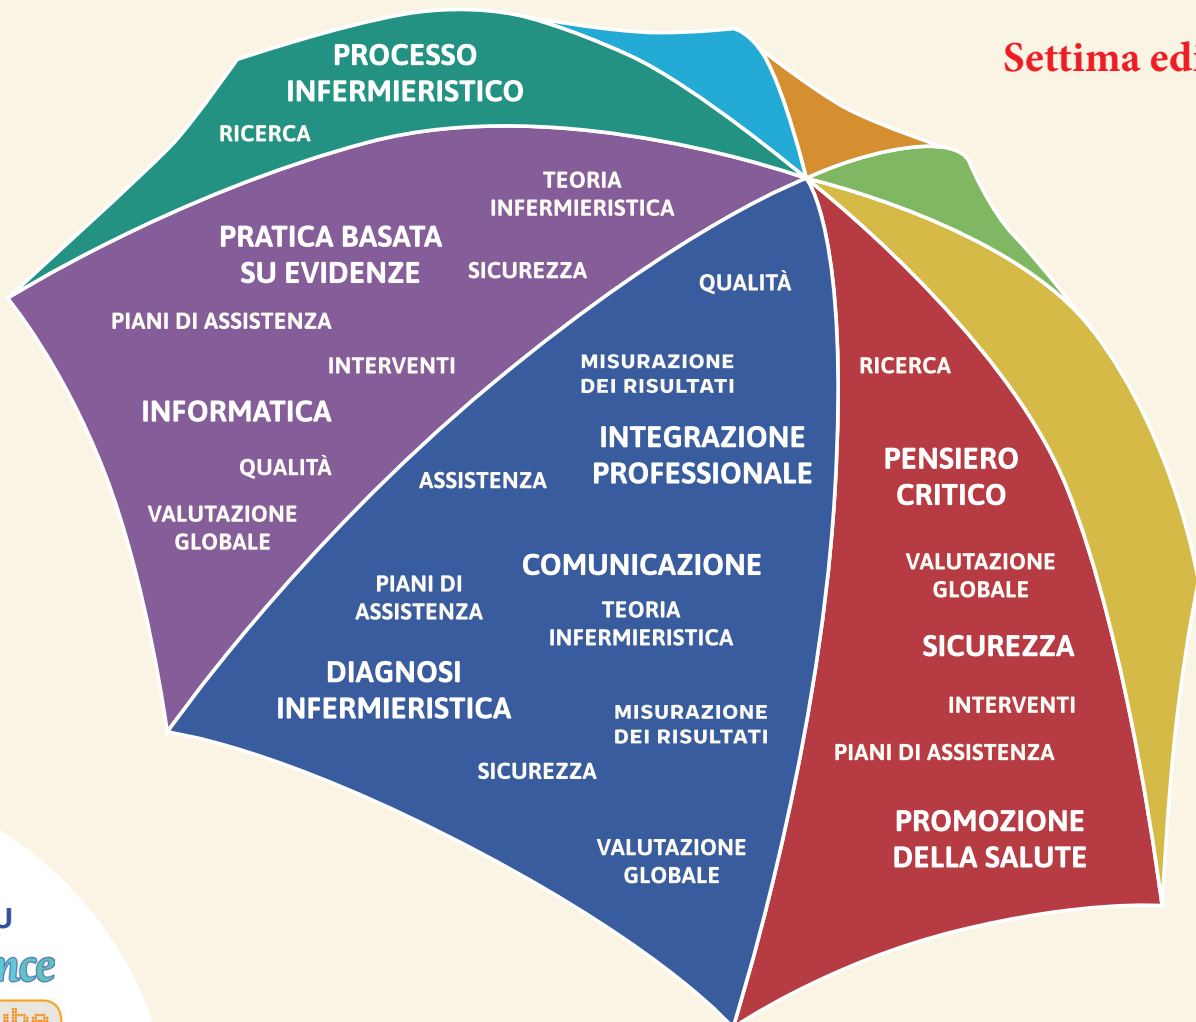 Settima
PROCESSO
INFERMIERISTICO
RICERCA
TEORIA
INFERMIERISTICA
PRATICA BASATA
SU EVIDENZE
SICUREZZA
PIANI DI ASSISTENZA
INTERVENTI
INFORMATICA
QUALITÀ
VALUTAZIONE
GLOBALE
QUALITÀ
MISURAZIONE
DEI RISULTATI
INTEGRAZIONE
PROFESSIONALE
ASSISTENZA
COMUNICAZIONE
PIANI DI
ASSISTENZA
TEORIA
INFERMIERISTICA
DIAGNOSI
INFERMIERISTICA
MISURAZIONE
DEI RISULTATI
SICUREZZA
VALUTAZIONE
GLOBALE
RICERCA
PENSIERO
CRITICO
VALUTAZIONE
GLOBALE
SICUREZZA
INTERVENTI
PIANI DI ASSISTENZA
PROMOZIONE
DELLA SALUTE